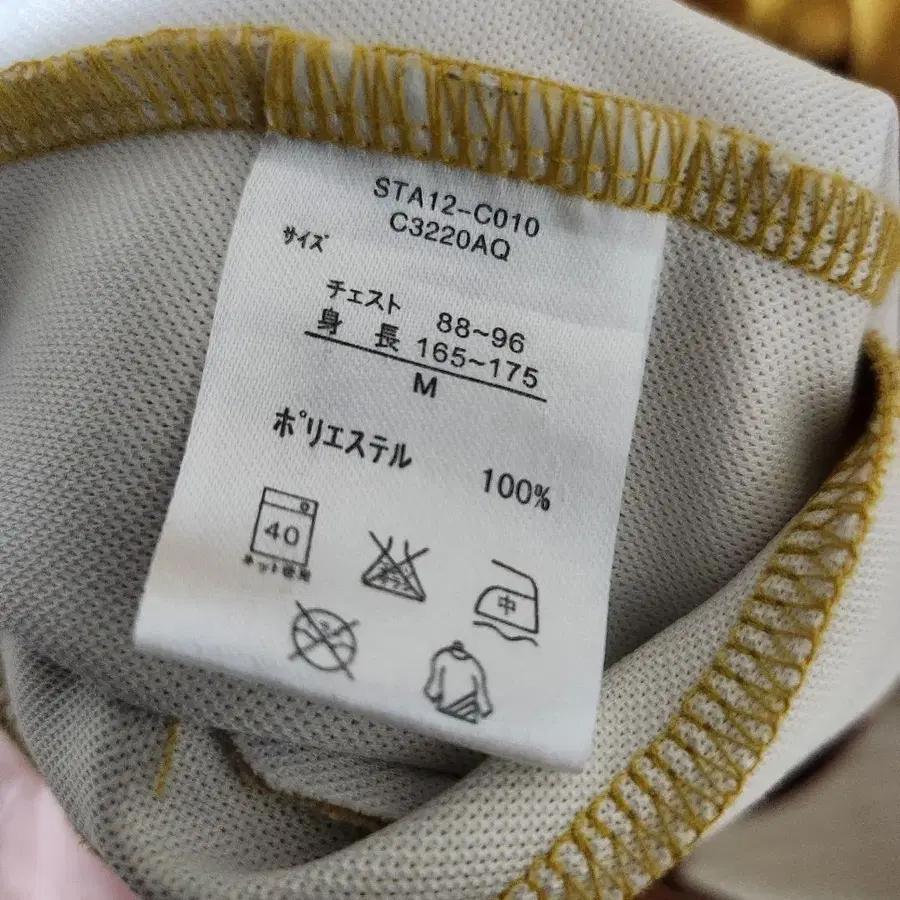 STA12-C010
C3220AQ
サイズ
チェスト 88~96
身 長 165~175
M
ポリエステル 100%
40
ネット使用
中